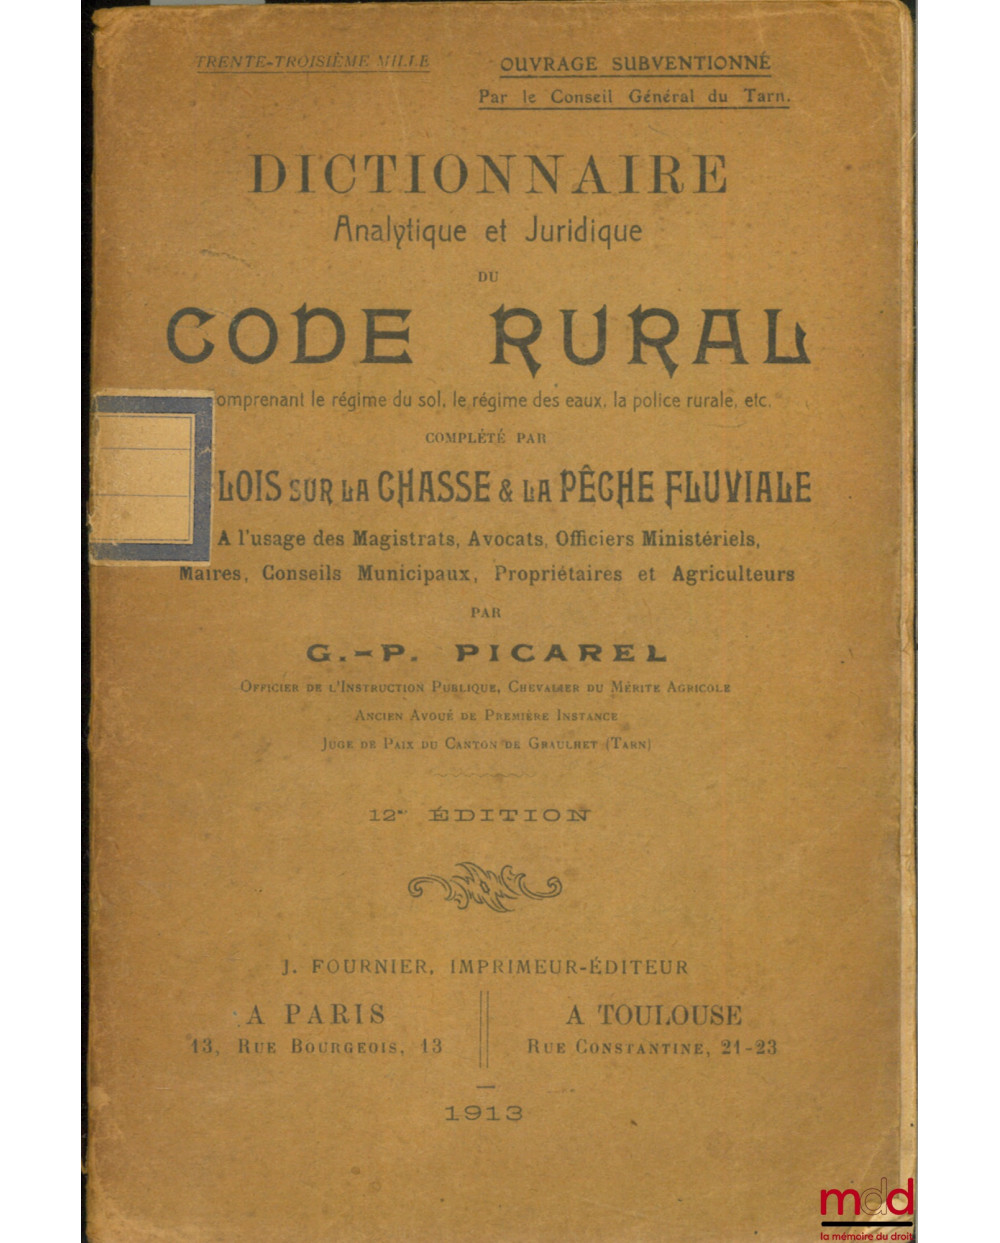 TRENTE-TROISIÈME MILLE
OUVRAGE SUBVENTIONNÉ
Par le Conseil Général du Tarn.
DICTIONNAIRE
Analytique et Juridique
DU
CODE RURAL
omprenant le régime du sol, le régime des eaux, la police rurale, etc.
COMPLÉTÉ PAR
LOIS SUR LA CHASSE & LA PÊCHE FLUVIALE
A l'usage des Magistrats, Avocats, Officiers Ministériels,
Maires, Conseils Municipaux, Propriétaires et Agriculteurs
PAR
G.-P. PICAREL
OFFICIER DE L'INSTRUCTION PUBLIQUE, CHEVALIER DU MÉRITE AGRICOLE
ANCIEN AVOUÉ DE PREMIÈRE INSTANCE
JUGE DE PAIX DU CANTON DE GRAULHET (TARN)
12me ÉDITION
J. FOURNIER, IMPRIMEUR-ÉDITEUR
A PARIS
13, RUE BOURGEOIS, 13
A TOULOUSE
RUE CONSTANTINE, 21-23
1913
mdd
la mémoire du droit